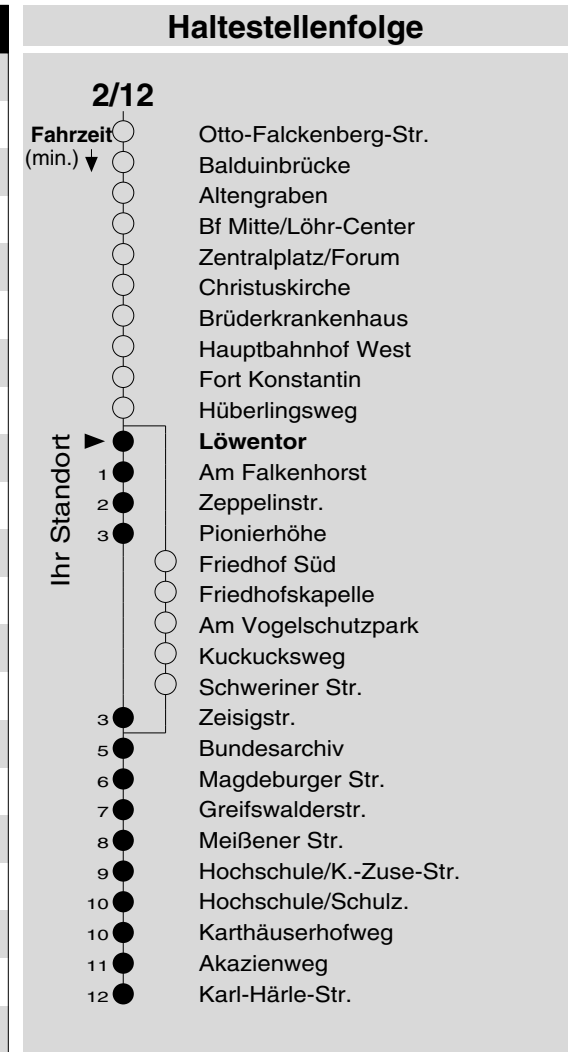 Haltestellenfolge
2/12
Fahrzeit
(min.)
Otto-Falckenberg-Str.
Balduinbrücke
Altengraben
Bf Mitte/Löhr-Center
Zentralplatz/Forum
Christuskirche
Brüderkrankenhaus
Hauptbahnhof West
Fort Konstantin
Hüberlingsweg
Ihr Standort
Löwentor
1 Am Falkenhorst
2 Zeppelinstr.
3 Pionierhöhe
Friedhof Süd
Friedhofskapelle
Am Vogelschutzpark
Kuckucksweg
Schweriner Str.
3 Zeisigstr.
5 Bundesarchiv
6 Magdeburger Str.
7 Greifswalderstr.
8 Meißener Str.
9 Hochschule/K.-Zuse-Str.
10 Hochschule/Schulz.
10 Karthäuserhofweg
11 Akazienweg
12 Karl-Härle-Str.